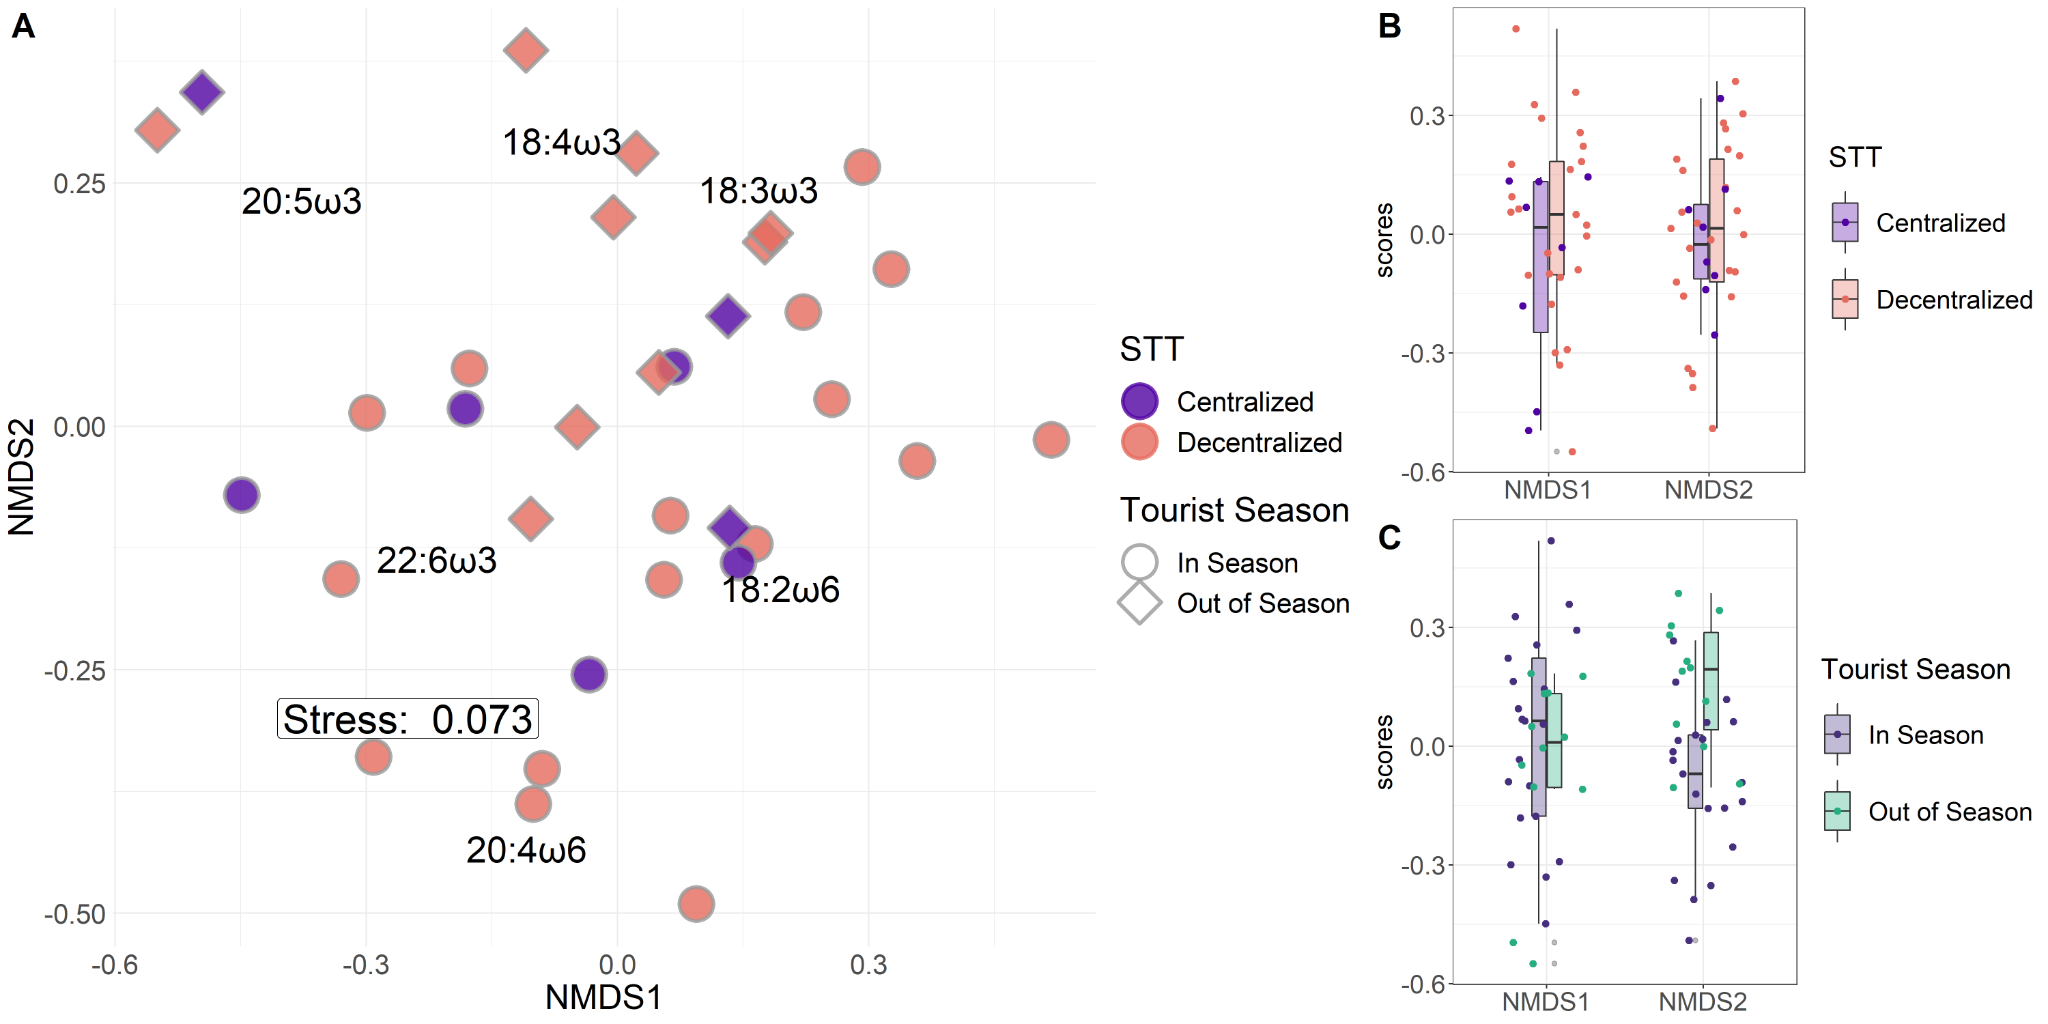 A
18:4ω3
18:3ω3
20:5ω3
22:6ω3
18:2ω6
Stress:  0.073
20:4ω6
0.25
0.00
-0.25
-0.50
-0.6
-0.3
0.0
0.3
NMDS1
NMDS2
STT
Centralized
Decentralized
Tourist Season
In Season
Out of Season
B
0.3
0.0
-0.3
-0.6
scores
NMDS1
NMDS2
STT
Centralized
Decentralized
C
0.3
0.0
-0.3
-0.6
scores
NMDS1
NMDS2
Tourist Season
In Season
Out of Season